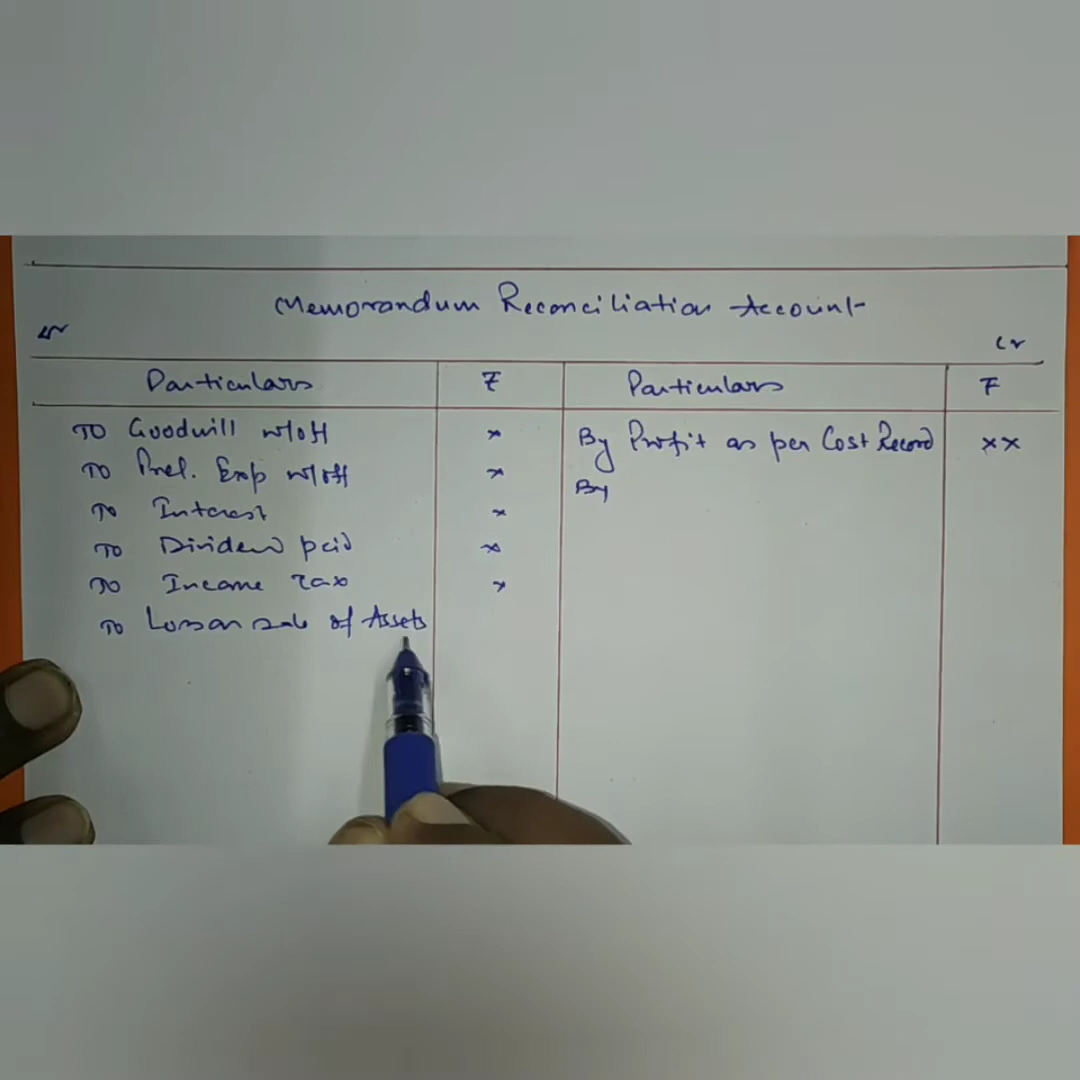 Memorandum Reconciliation Account
Dr
Cr
Particulars ₹ Particulars ₹
To Goodwill w/off × By Profit as per Cost Record ××
To Prel. Exp w/off × By
To Interest ×
To Dividend paid ×
To Income Tax ×
To Loss on sale of Assets